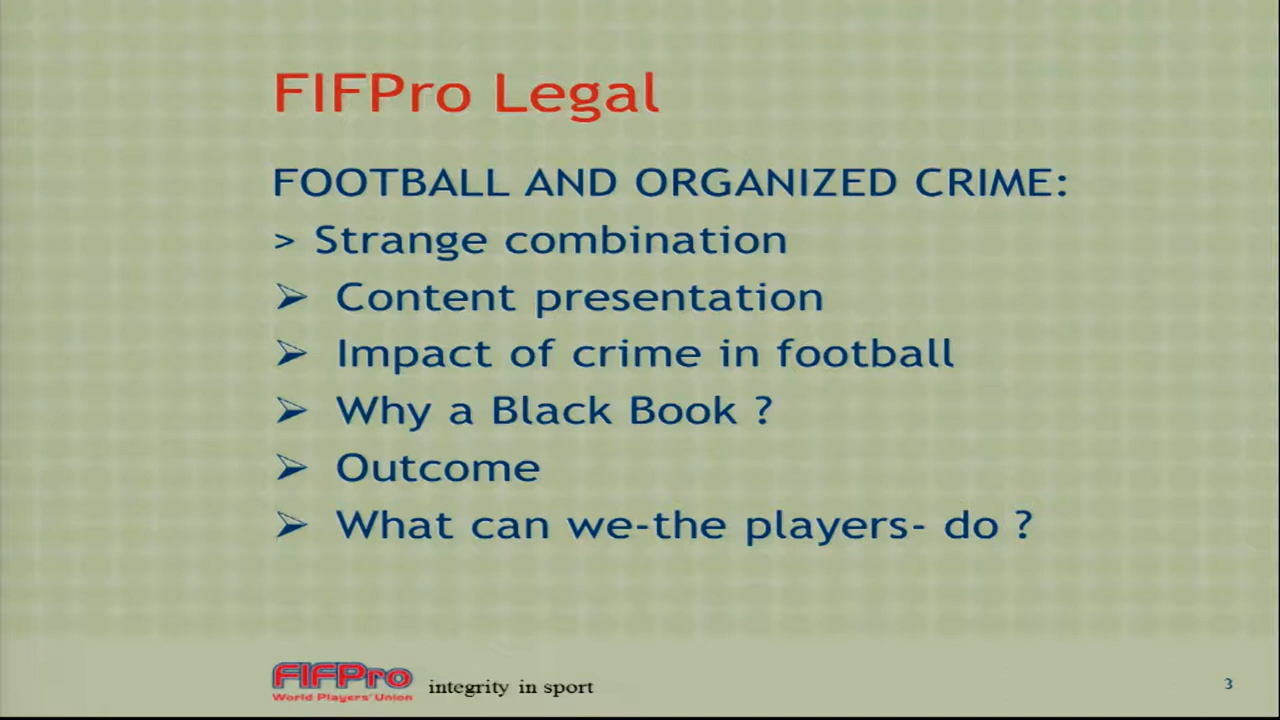 FIFPro Legal
FOOTBALL AND ORGANIZED CRIME:
> Strange combination
➢ Content presentation
➢ Impact of crime in football
➢ Why a Black Book ?
➢ Outcome
➢ What can we-the players- do ?
FIFPro
World Players' Union
integrity in sport
3